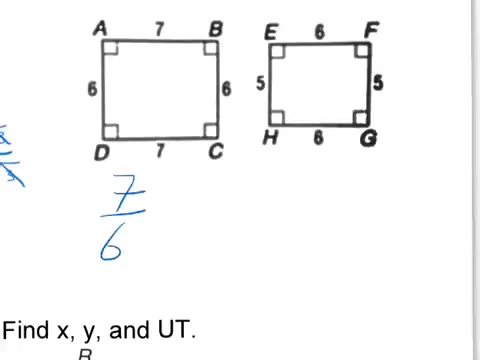 A 7 B E 6 F
6 6 5 5
D 7 C H 6 G
7
6
Find x, y, and UT.